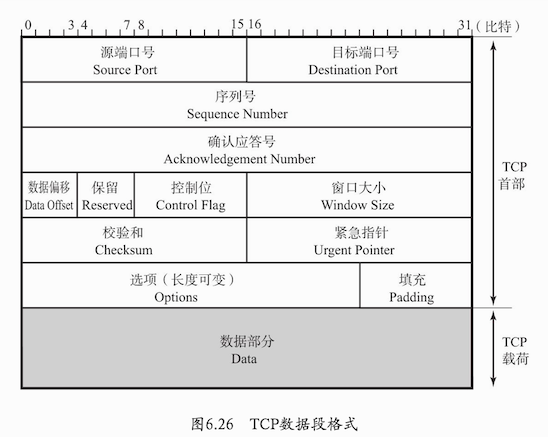 0 3 4 7 8 15 16 31 (比特)
源端口号 目标端口号
Source Port Destination Port
序列号
Sequence Number
确认应答号
Acknowledgement Number
TCP
首部
数据偏移 保留 控制位 窗口大小
Data Offset Reserved Control Flag Window Size
校验和 紧急指针
Checksum Urgent Pointer
选项（长度可变） 填充
Options Padding
数据部分
Data
TCP
载荷
图6.26 TCP数据段格式